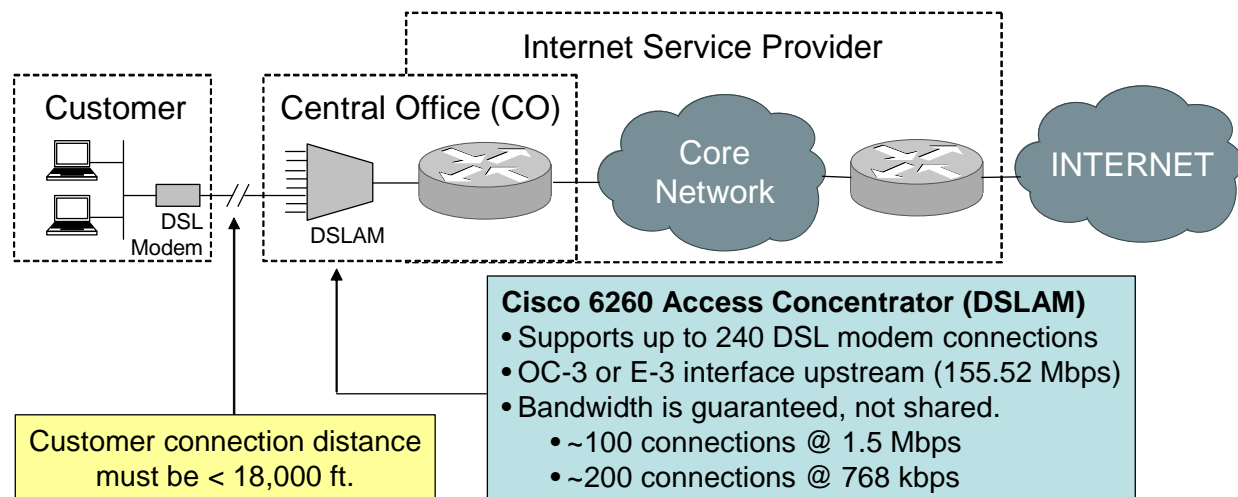 Internet Service Provider
Customer
Central Office (CO)
Core
Network
INTERNET
DSL
Modem
DSLAM
Cisco 6260 Access Concentrator (DSLAM)
• Supports up to 240 DSL modem connections
• OC-3 or E-3 interface upstream (155.52 Mbps)
• Bandwidth is guaranteed, not shared.
• ~100 connections @ 1.5 Mbps
• ~200 connections @ 768 kbps
Customer connection distance
must be < 18,000 ft.